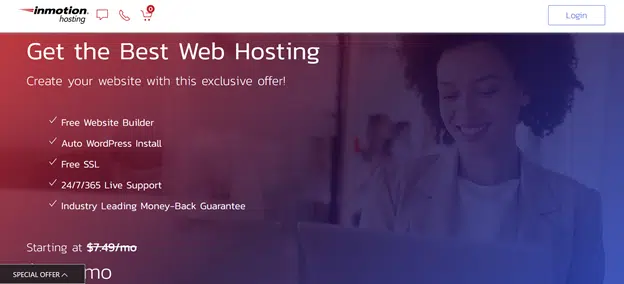 inmotion
hosting
0
Login
Get the Best Web Hosting
Create your website with this exclusive offer!
Free Website Builder
Auto WordPress Install
Free SSL
24/7/365 Live Support
Industry Leading Money-Back Guarantee
Starting at $7.49/mo
SPECIAL OFFER
mo